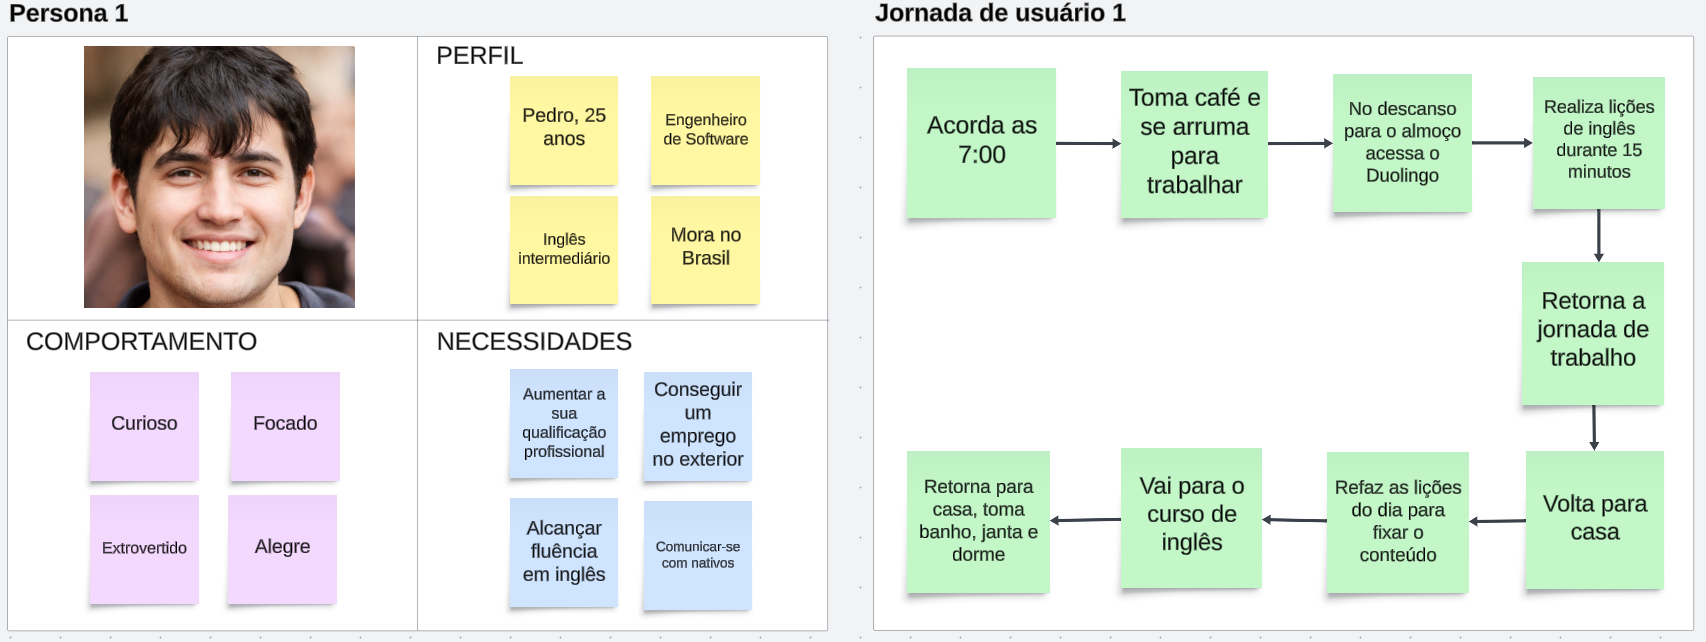 Persona 1
PERFIL
Pedro, 25
anos
Engenheiro
de Software
Inglês
intermediário
Mora no
Brasil
COMPORTAMENTO
Curioso
Focado
Extrovertido
Alegre
NECESSIDADES
Aumentar a
sua
qualificação
profissional
Conseguir
um
emprego
no exterior
Alcançar
fluência
em inglês
Comunicar-se
com nativos
Jornada de usuário 1
Acorda as
7:00
Toma café e
se arruma
para
trabalhar
No descanso
para o almoço
acessa o
Duolingo
Realiza lições
de inglês
durante 15
minutos
Retorna a
jornada de
trabalho
Volta para
casa
Refaz as lições
do dia para
fixar o
conteúdo
Vai para o
curso de
inglês
Retorna para
casa, toma
banho, janta e
dorme